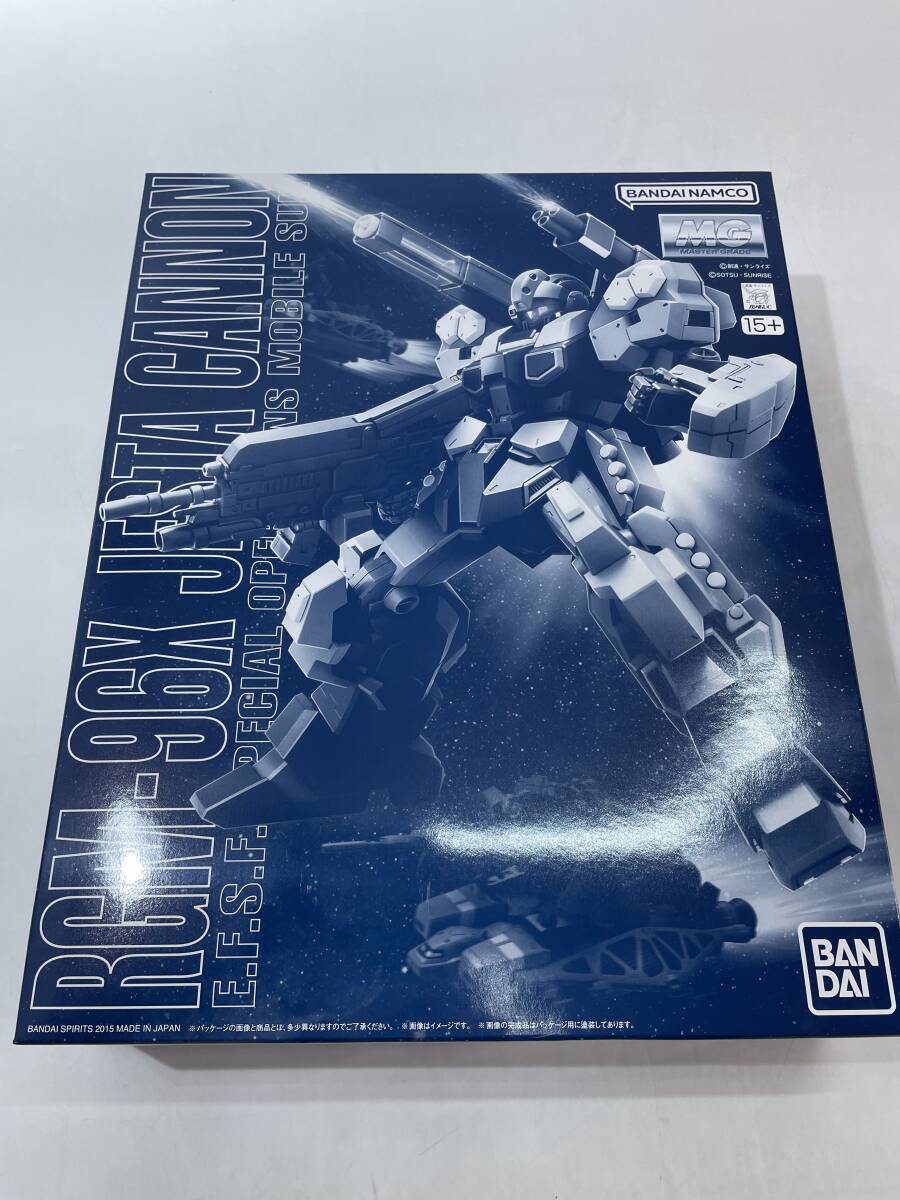 BANDAI NAMCO
MG
MASTER GRADE
©創通・サンライズ
©SOTSU・SUNRISE
15+
RGM-96X JESTA CANNON
E.F.S.F. SPECIAL OPERATIONS MOBILE SUIT
BAN
DAI
BANDAI SPIRITS 2015 MADE IN JAPAN ※パッケージの画像と商品とは、多少異なりますのでご了承ください。 ※画像はイメージです。 ※画像の完成品はパッケージ用に塗装してあります。